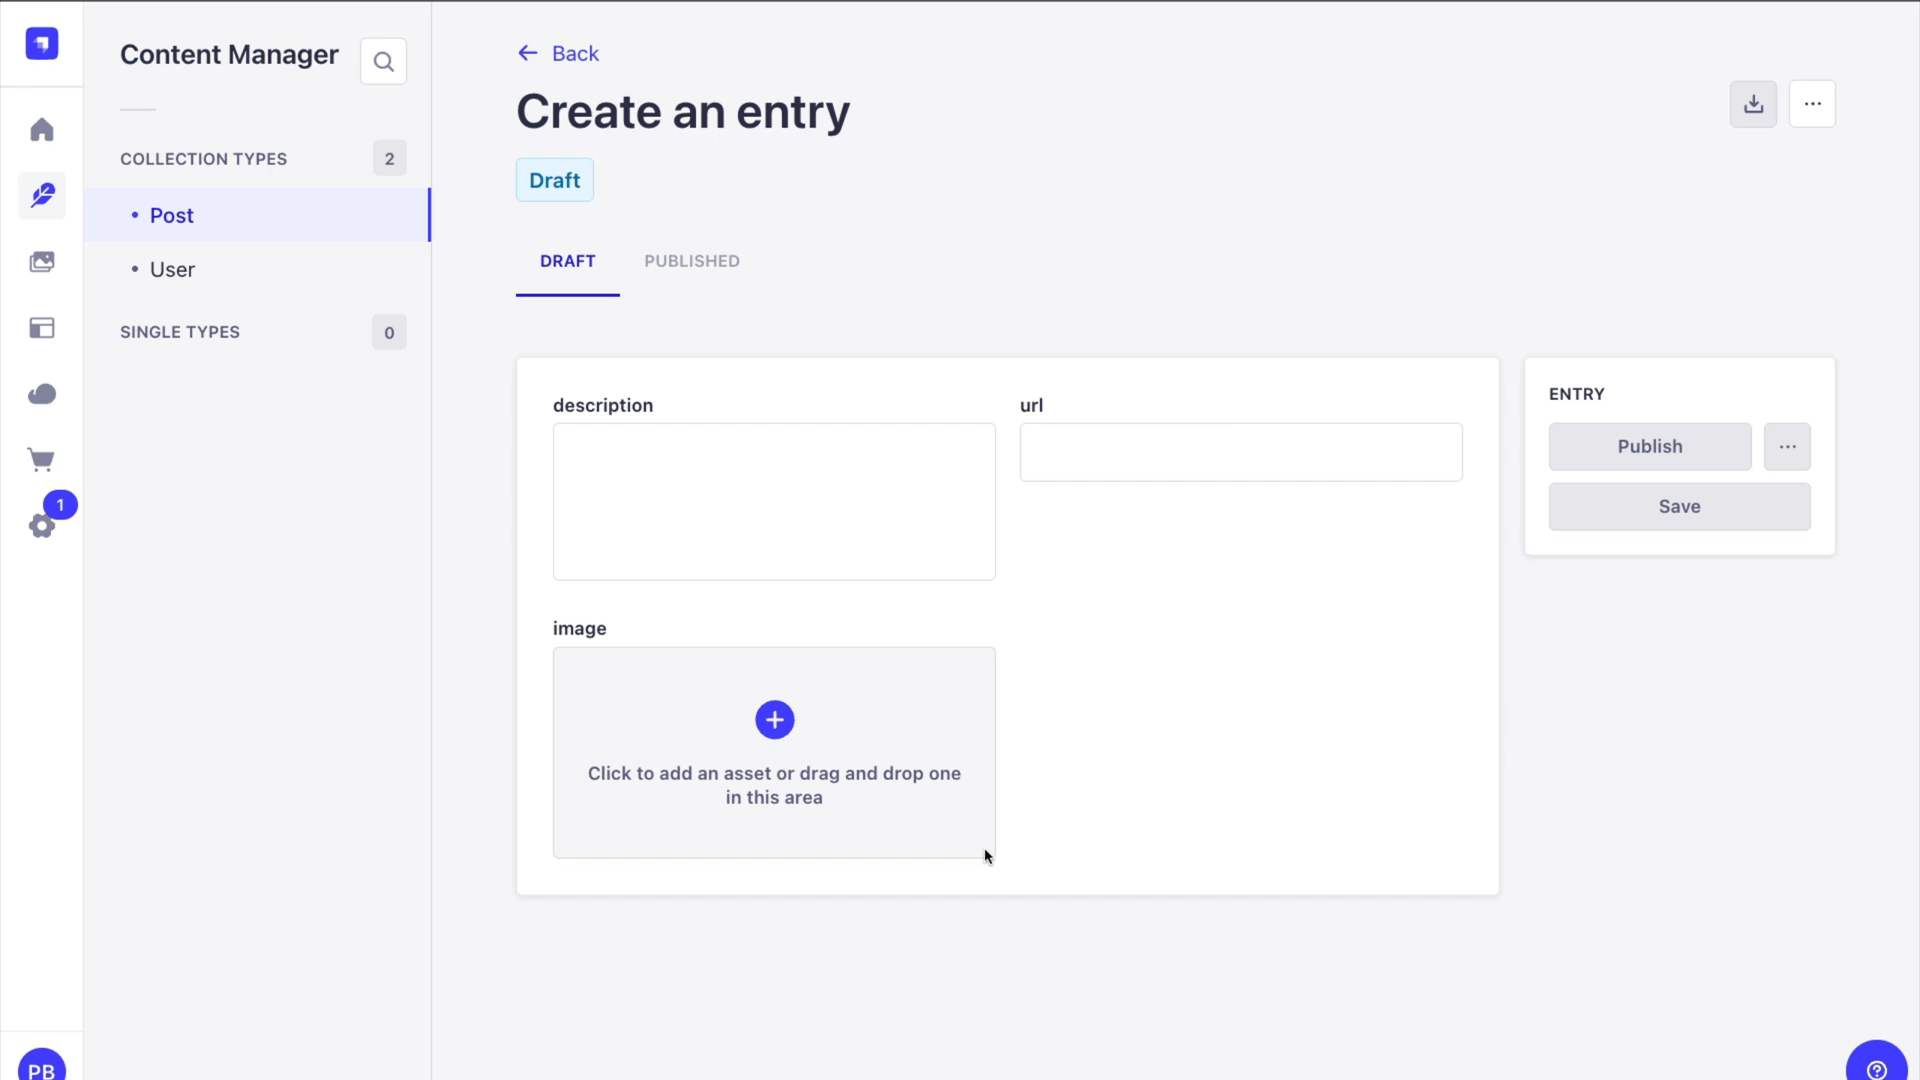 Content Manager
COLLECTION TYPES
2
Post
User
SINGLE TYPES
0
1
PB
Back
Create an entry
Draft
DRAFT
PUBLISHED
description
url
image
Click to add an asset or drag and drop one
in this area
ENTRY
Publish
Save